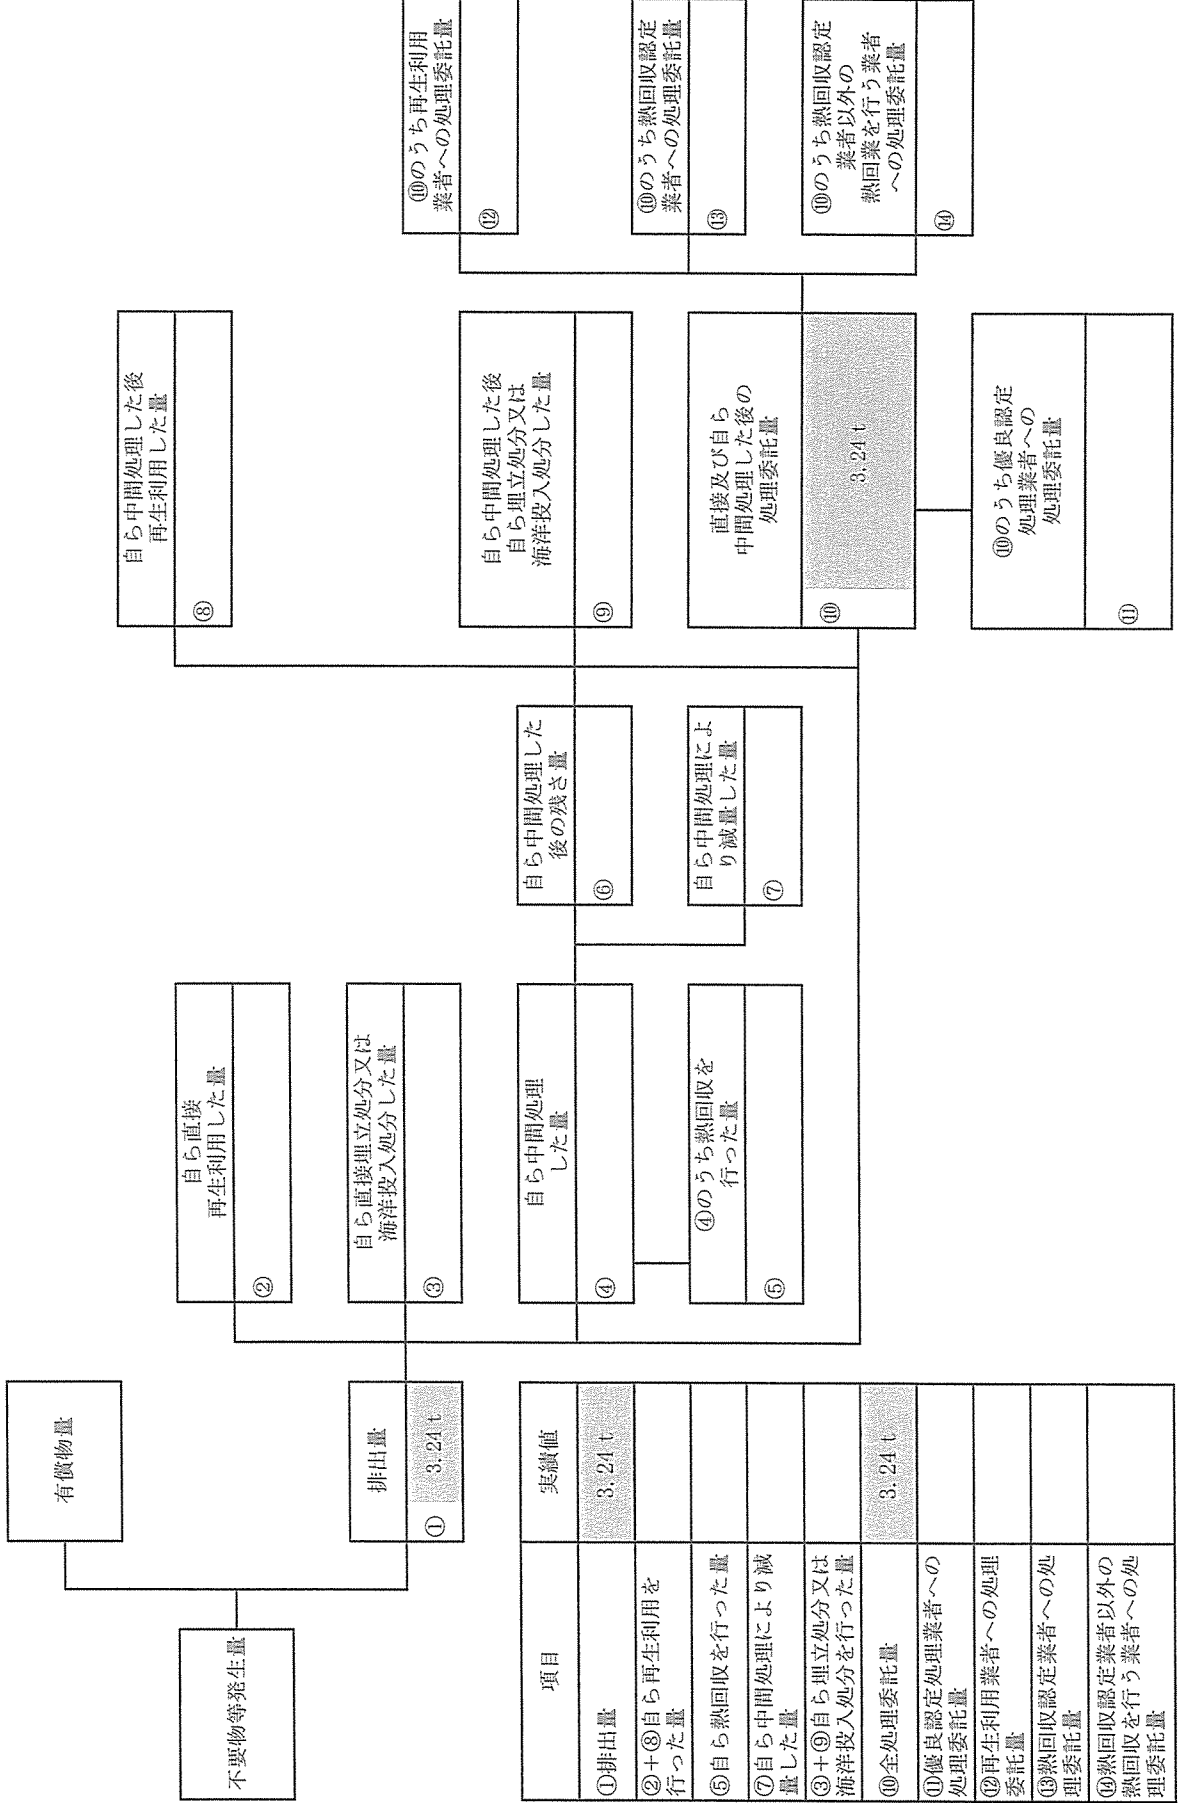 有償物量
不要物等発生量
排出量
①
3.24 t
自ら直接
再生利用した量
②
自ら直接埋立処分又は
海洋投入処分した量
③
自ら中間処理
した量
④
④のうち熱回収を
行った量
⑤
自ら中間処理した
後の残さ量
⑥
自ら中間処理によ
り減量した量
⑦
自ら中間処理した後
再生利用した量
⑧
自ら中間処理した後
自ら埋立処分又は
海洋投入処分した量
⑨
直接及び自ら
中間処理した後の
処理委託量
⑩
3.24 t
⑩のうち優良認定
処理業者への
処理委託量
⑪
⑩のうち再生利用
業者への処理委託量
⑫
⑩のうち熱回収認定
業者への処理委託量
⑬
⑩のうち熱回収認定
業者以外の
熱回業を行う業者
への処理委託量
⑭
項目
実績値
①排出量
3.24 t
②+⑧自ら再生利用を
行った量
⑤自ら熱回収を行った量
⑦自ら中間処理により減
量した量
③+⑨自ら埋立処分又は
海洋投入処分を行った量
⑩全処理委託量
3.24 t
⑪優良認定処理業者への
処理委託量
⑫再生利用業者への処理
委託量
⑬熱回収認定業者への処
理委託量
⑭熱回収認定業者以外の
熱回収を行う業者への処
理委託量